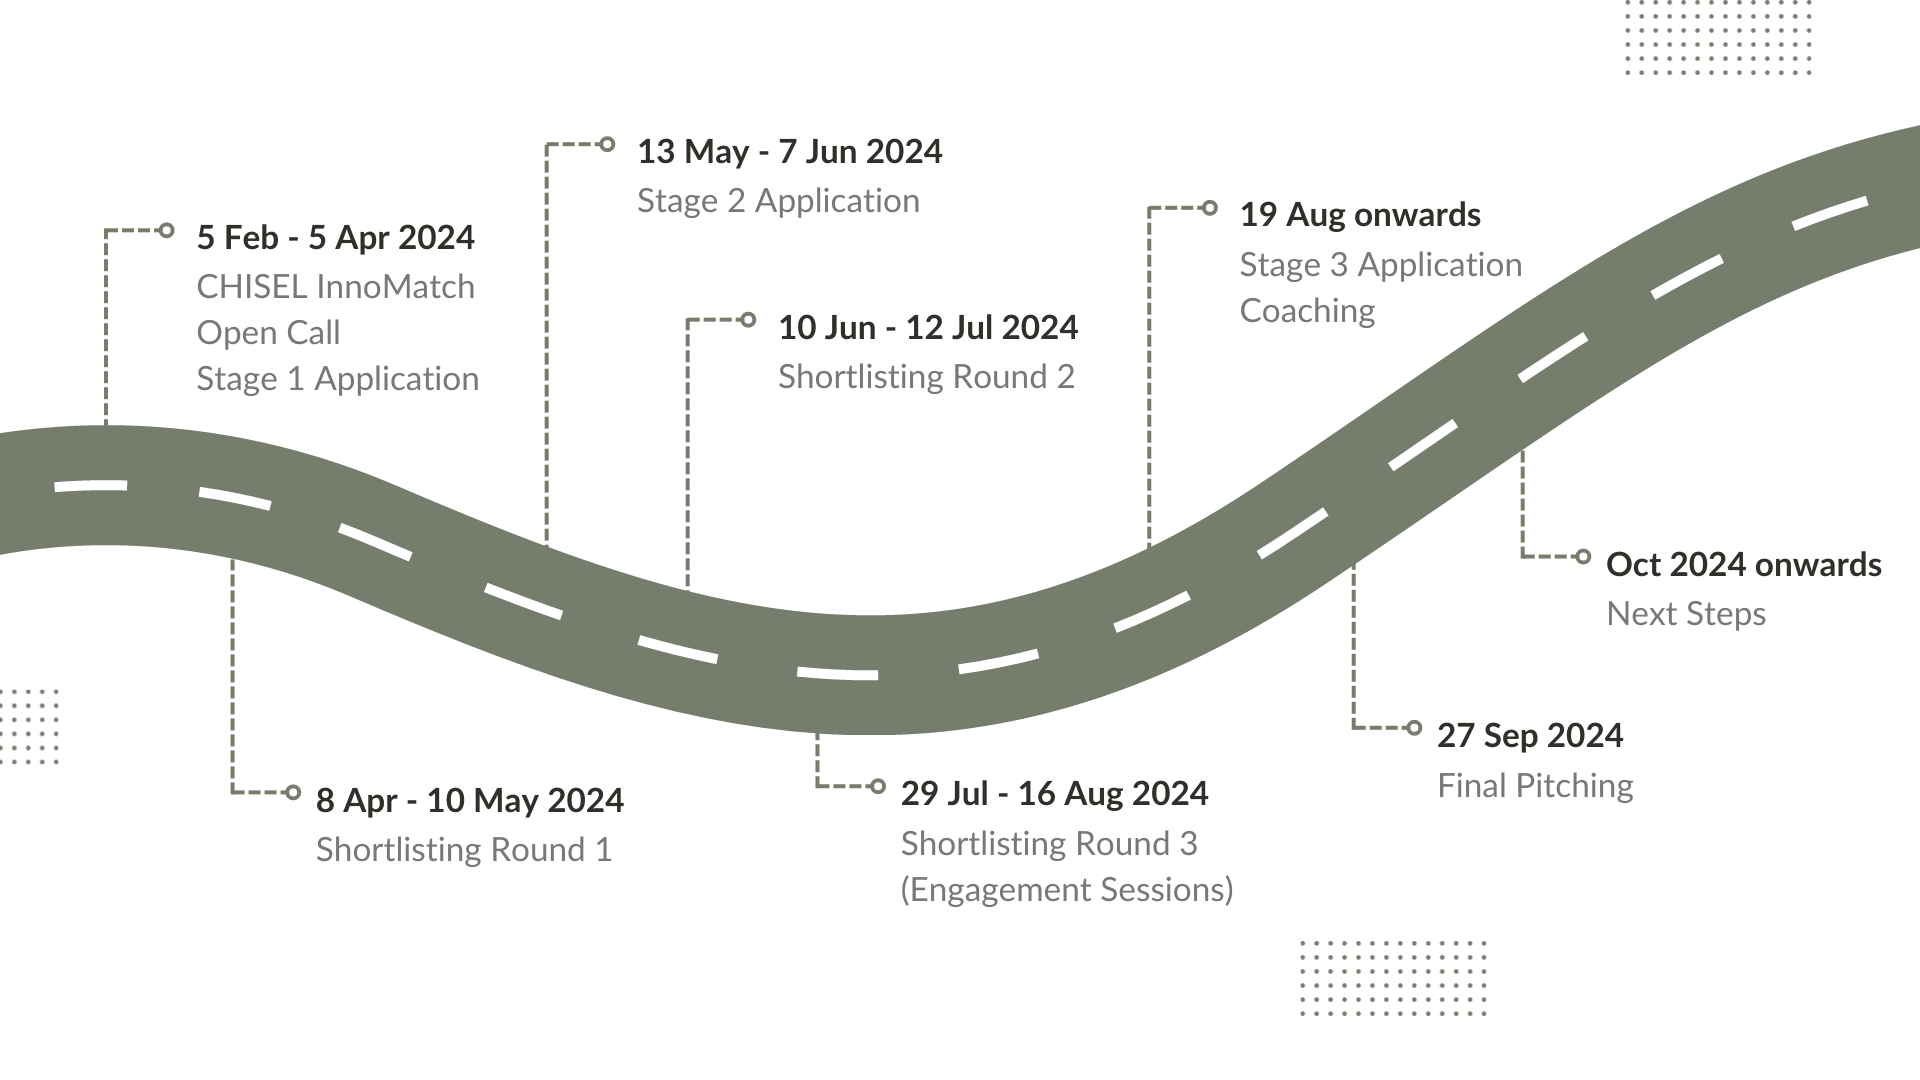 5 Feb - 5 Apr 2024
CHISEL InnoMatch
Open Call
Stage 1 Application
8 Apr - 10 May 2024
Shortlisting Round 1
13 May - 7 Jun 2024
Stage 2 Application
10 Jun - 12 Jul 2024
Shortlisting Round 2
29 Jul - 16 Aug 2024
Shortlisting Round 3
(Engagement Sessions)
19 Aug onwards
Stage 3 Application
Coaching
27 Sep 2024
Final Pitching
Oct 2024 onwards
Next Steps